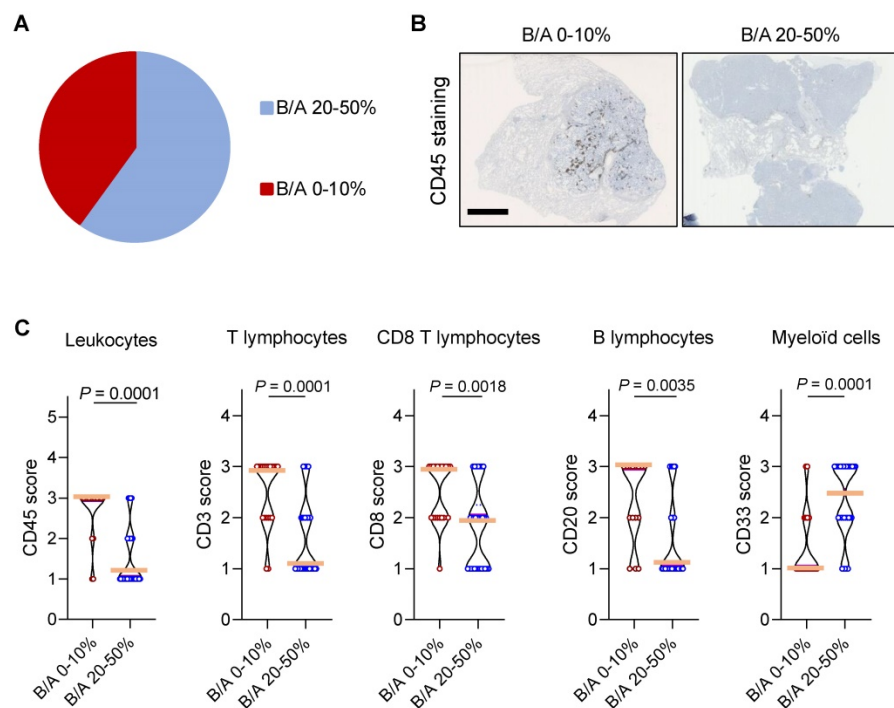 A
B/A 20-50%
B/A 0-10%
B
B/A 0-10%
B/A 20-50%
CD45 staining
C
Leukocytes
T lymphocytes
CD8 T lymphocytes
B lymphocytes
Myeloïd cells
P = 0.0001
P = 0.0001
P = 0.0018
P = 0.0035
P = 0.0001
CD45 score
5
4
3
2
1
0
B/A 0-10%
B/A 20-50%
CD3 score
4
3
2
1
0
B/A 0-10%
B/A 20-50%
CD8 score
4
3
2
1
0
B/A 0-10%
B/A 20-50%
CD20 score
4
3
2
1
0
B/A 0-10%
B/A 20-50%
CD33 score
4
3
2
1
0
B/A 0-10%
B/A 20-50%